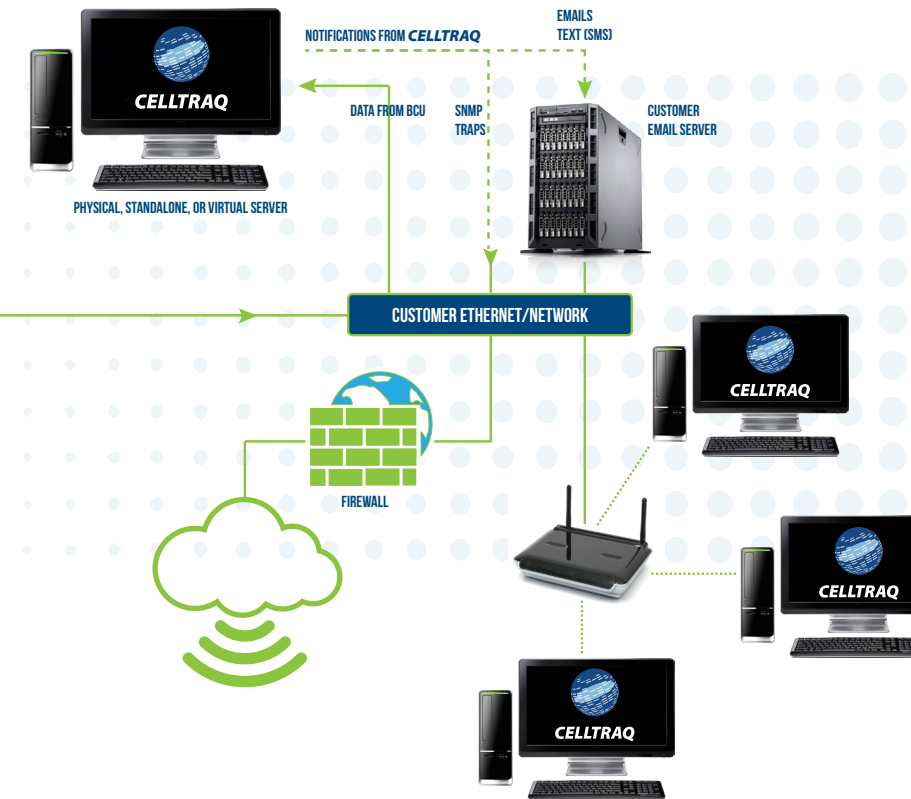 EMAILS
TEXT (SMS)
NOTIFICATIONS FROM CELLTRAQ
CELLTRAQ
DATA FROM BCU
SNMP
TRAPS
CUSTOMER
EMAIL SERVER
PHYSICAL, STANDALONE, OR VIRTUAL SERVER
CUSTOMER ETHERNET/NETWORK
CELLTRAQ
FIREWALL
CELLTRAQ
CELLTRAQ